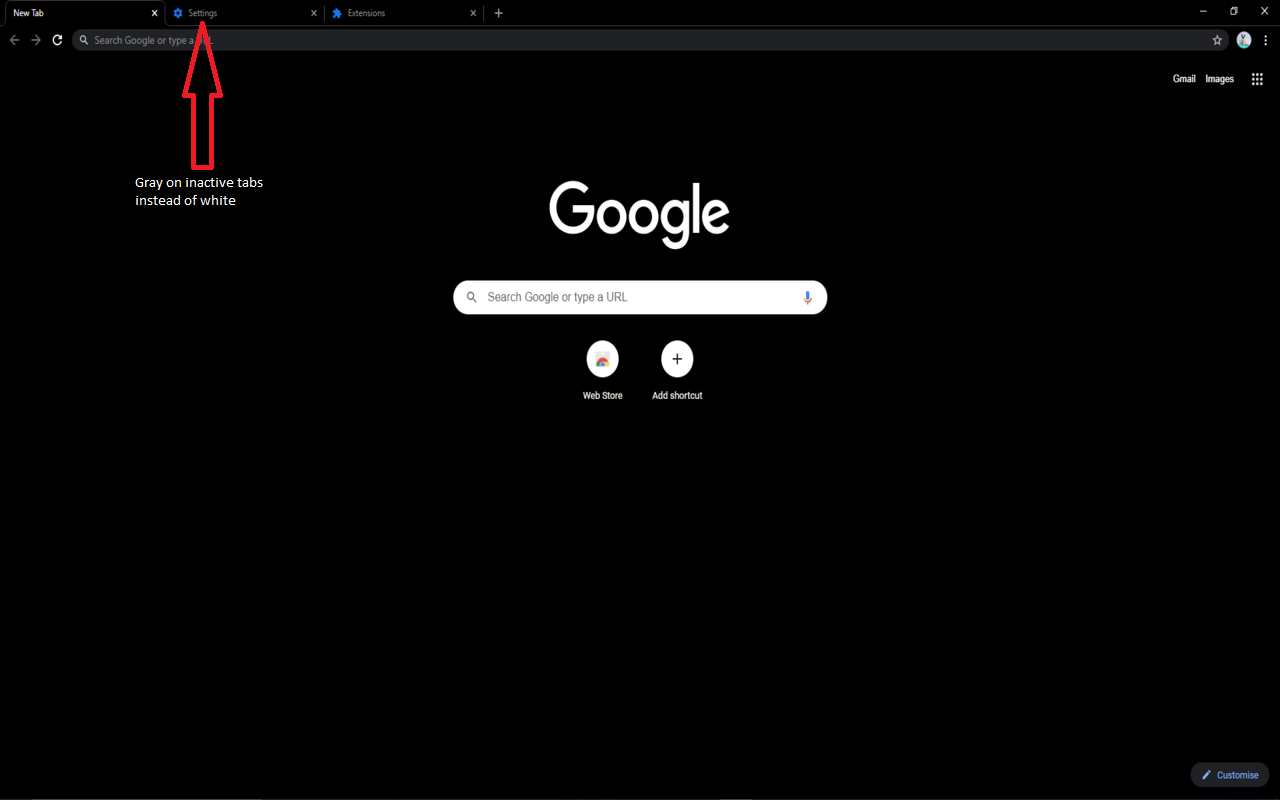 New Tab
Settings
Extensions
Search Google or type a URL
Gmail Images
Gray on inactive tabs
instead of white
Google
Search Google or type a URL
Web Store
Add shortcut
Customise